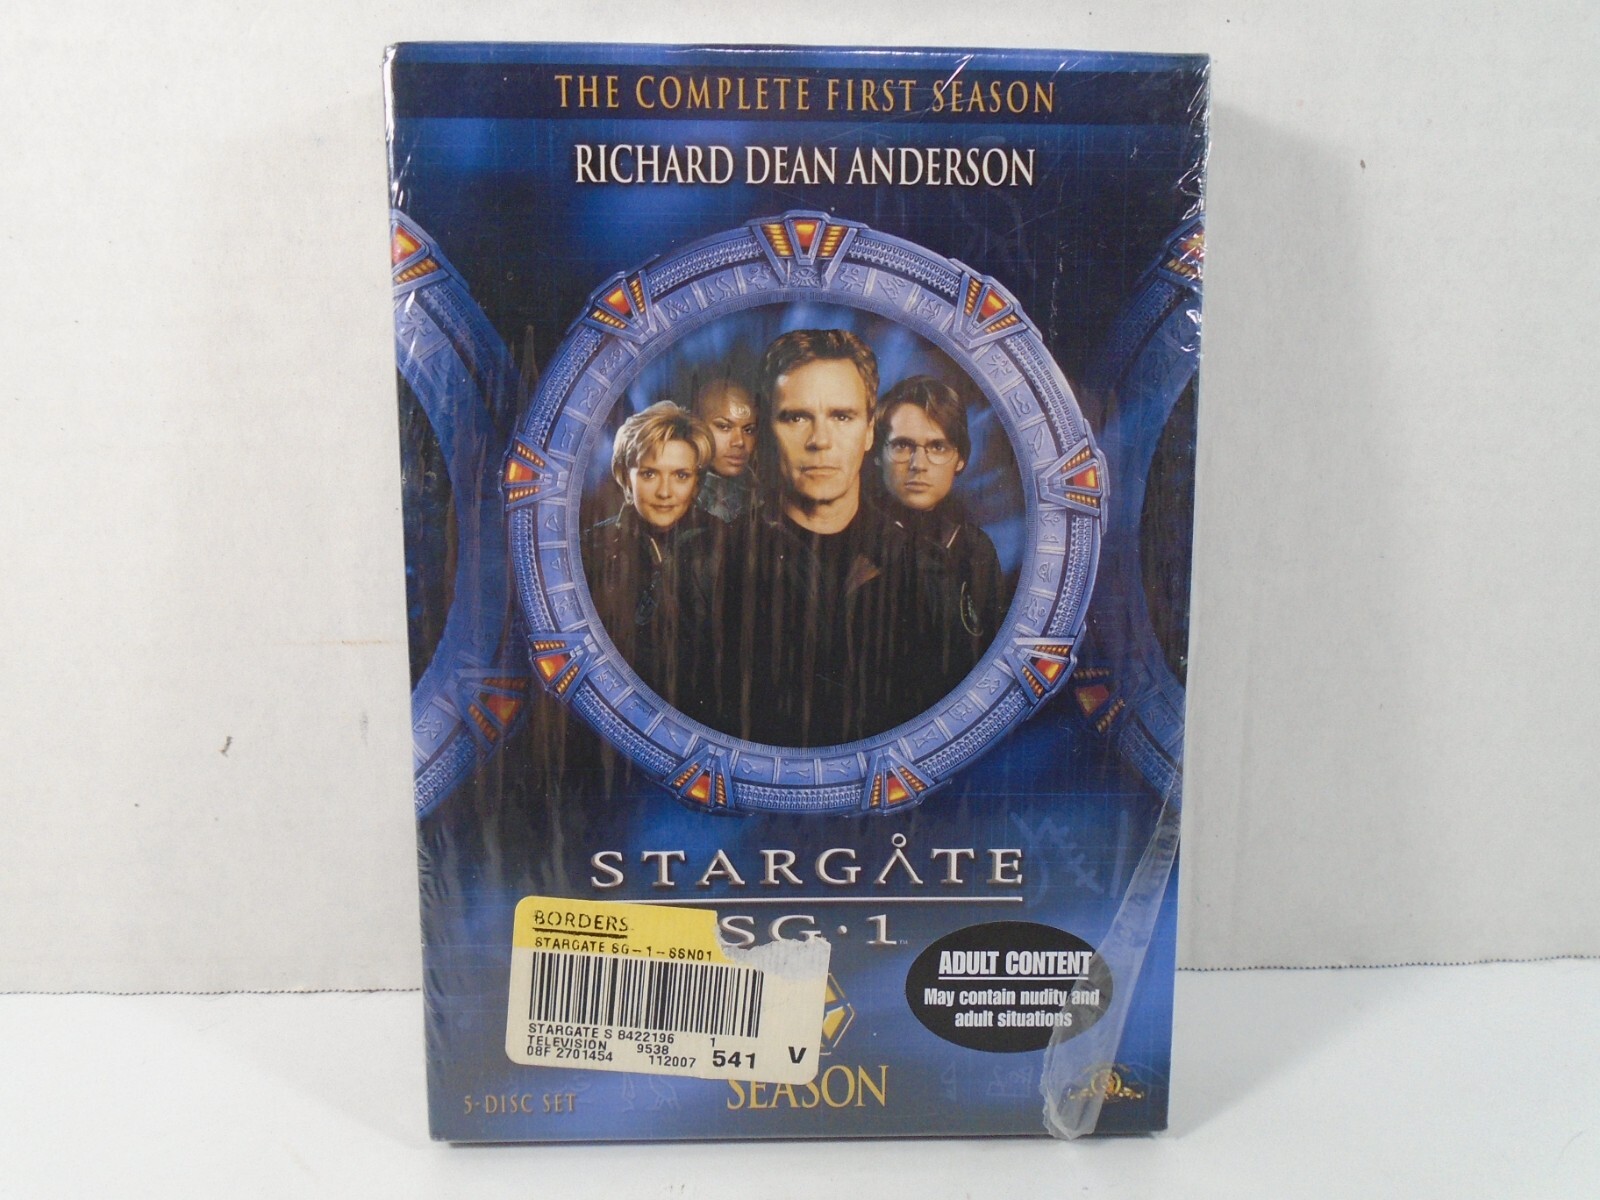 THE COMPLETE FIRST SEASON
RICHARD DEAN ANDERSON
STARGATE
SG·1™
BORDERS
STARGATE SG-1--SSN01
STARGATE S 8422196 1
TELEVISION 9538
08F 2701454 112007 541 V
ADULT CONTENT
May contain nudity and
adult situations
SEASON
5-DISC SET